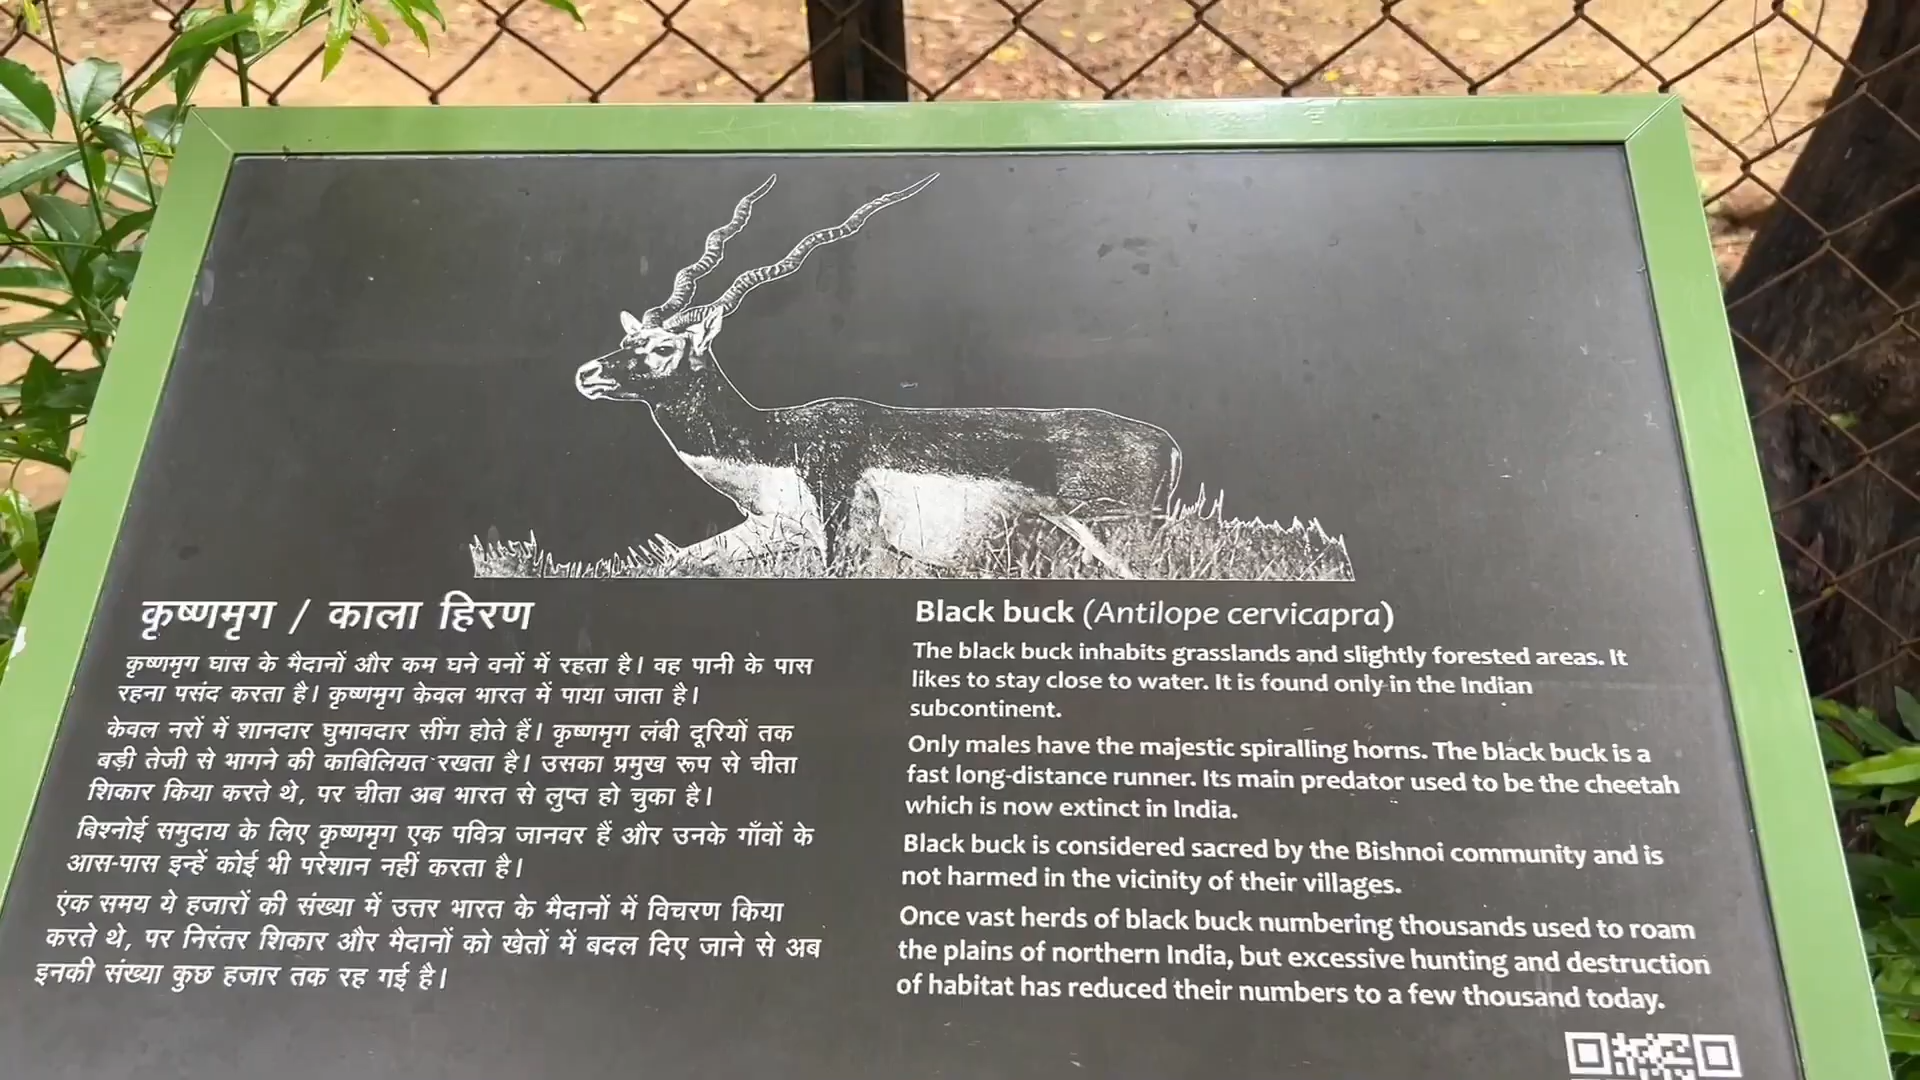 कृष्णमृग / काला हिरण
कृष्णमृग घास के मैदानों और कम घने वनों में रहता है। वह पानी के पास
रहना पसंद करता है। कृष्णमृग केवल भारत में पाया जाता है।
केवल नरों में शानदार घुमावदार सींग होते हैं। कृष्णमृग लंबी दूरियों तक
बड़ी तेजी से भागने की काबिलियत रखता है। उसका प्रमुख रूप से चीता
शिकार किया करते थे, पर चीता अब भारत से लुप्त हो चुका है।
बिश्नोई समुदाय के लिए कृष्णमृग एक पवित्र जानवर हैं और उनके गाँवों के
आस-पास इन्हें कोई भी परेशान नहीं करता है।
एक समय ये हजारों की संख्या में उत्तर भारत के मैदानों में विचरण किया
करते थे, पर निरंतर शिकार और मैदानों को खेतों में बदल दिए जाने से अब
इनकी संख्या कुछ हजार तक रह गई है।
Black buck (Antilope cervicapra)
The black buck inhabits grasslands and slightly forested areas. It
likes to stay close to water. It is found only in the Indian
subcontinent.
Only males have the majestic spiralling horns. The black buck is a
fast long-distance runner. Its main predator used to be the cheetah
which is now extinct in India.
Black buck is considered sacred by the Bishnoi community and is
not harmed in the vicinity of their villages.
Once vast herds of black buck numbering thousands used to roam
the plains of northern India, but excessive hunting and destruction
of habitat has reduced their numbers to a few thousand today.